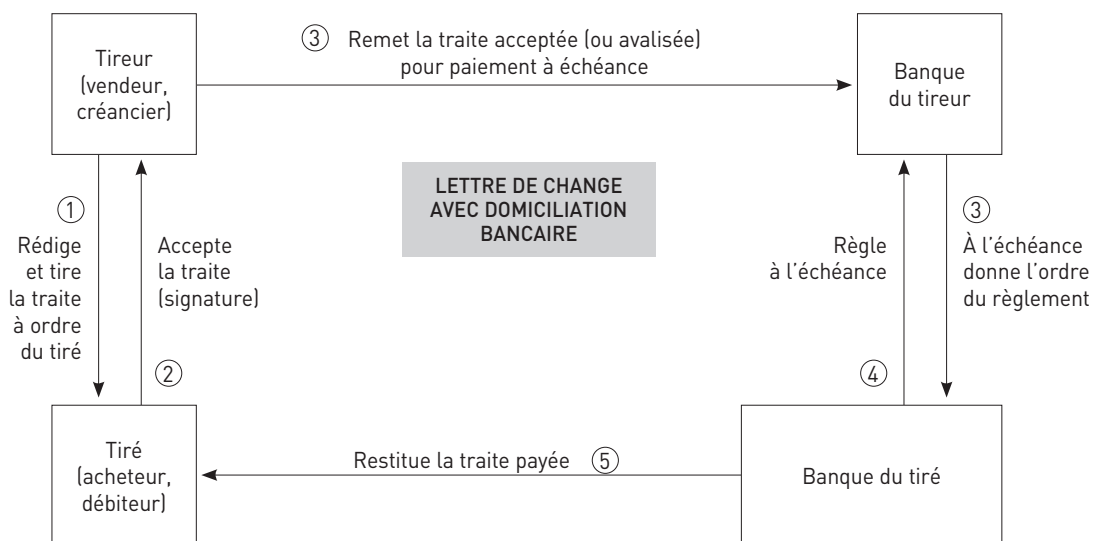 Tireur
(vendeur,
créancier)
③ Remet la traite acceptée (ou avalisée)
pour paiement à échéance
Banque
du tireur
①
Rédige
et tire
la traite
à ordre
du tiré
Accepte
la traite
(signature)
②
LETTRE DE CHANGE
AVEC DOMICILIATION
BANCAIRE
Règle
à l’échéance
④
③
À l’échéance
donne l’ordre
du règlement
Tiré
(acheteur,
débiteur)
Restitue la traite payée ⑤
Banque du tiré